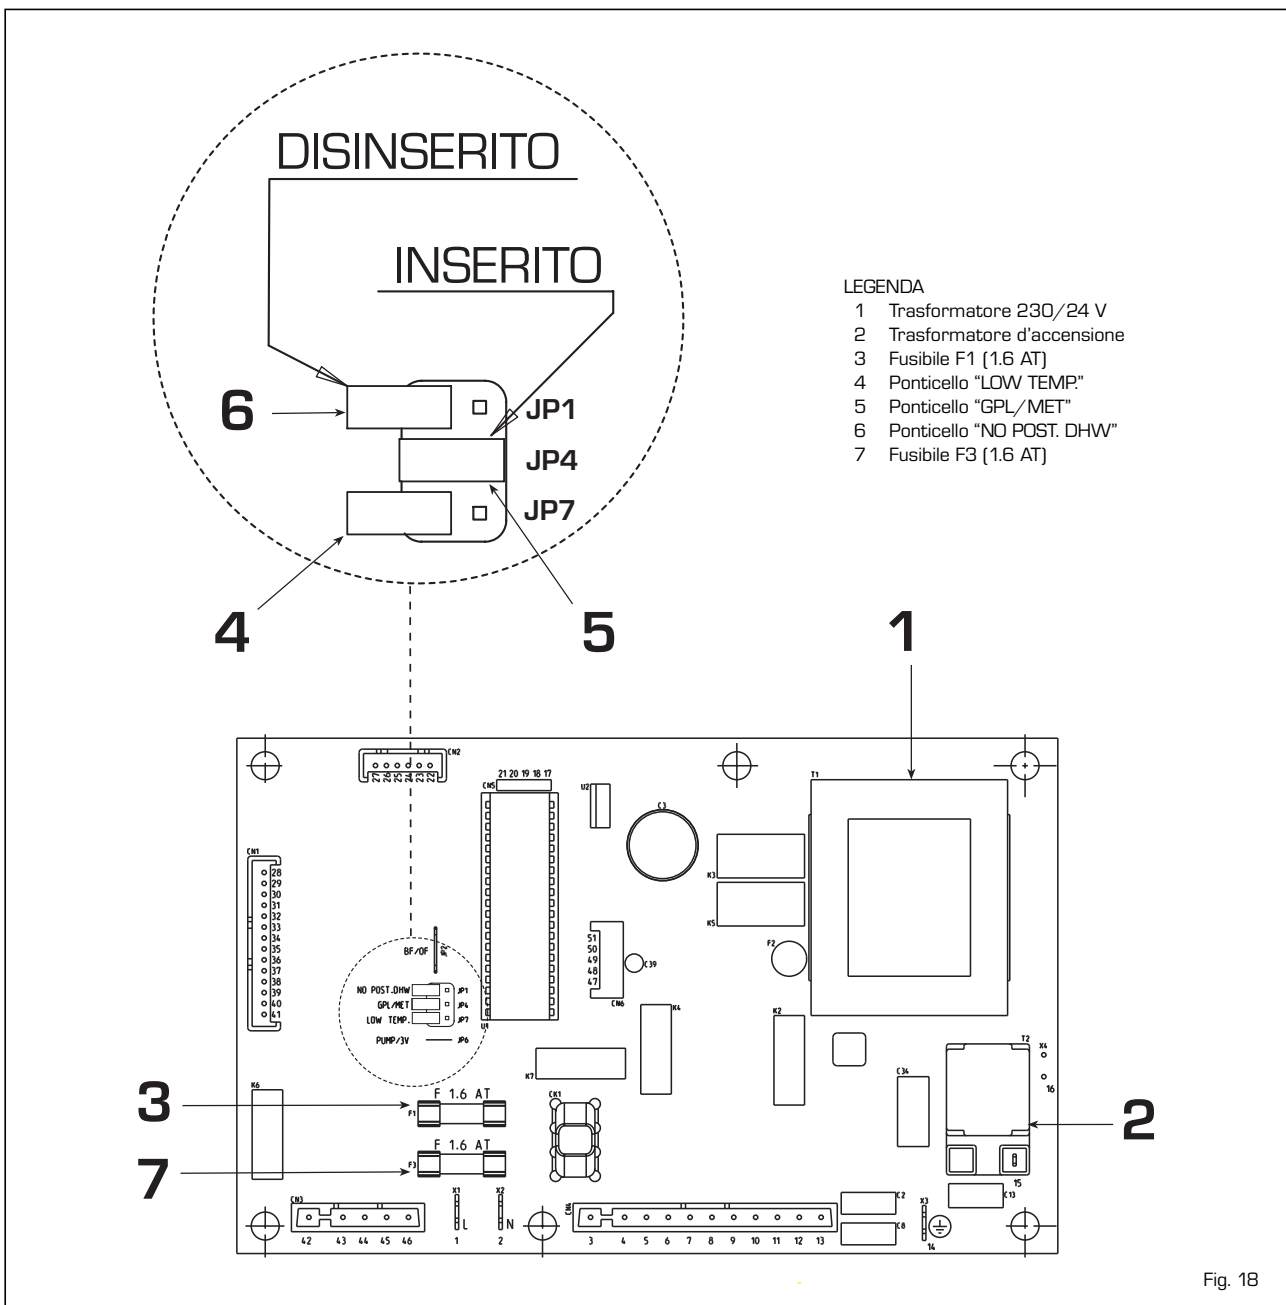 DISINSERITO
INSERITO
6
JP1
JP4
JP7
4
5
1
LEGENDA
1 Trasformatore 230/24 V
2 Trasformatore d'accensione
3 Fusibile F1 (1.6 AT)
4 Ponticello “LOW TEMP.”
5 Ponticello “GPL/MET”
6 Ponticello “NO POST. DHW”
7 Fusibile F3 (1.6 AT)
CN2
27 26 25 24 23 22
CN5
21 20 19 18 17
U2
C3
T1
K3
K5
F2
CN1
28
29
30
31
32
33
34
35
36
37
38
39
40
41
BF/OF
JP2
NO POST.DHW JP1
GPL/MET JP4
LOW TEMP. JP7
PUMP/3V JP6
U1
51
50
49
48
47
C39
CN6
K4
K2
K7
T2
X4
16
C34
K6
3
F 1.6 AT
F1
7
F 1.6 AT
F3
CK1
2
15
C13
CN3
42 43 44 45 46
X1
L
1
X2
N
2
CN4
3 4 5 6 7 8 9 10 11 12 13
C2
C8
X3
14
Fig. 18